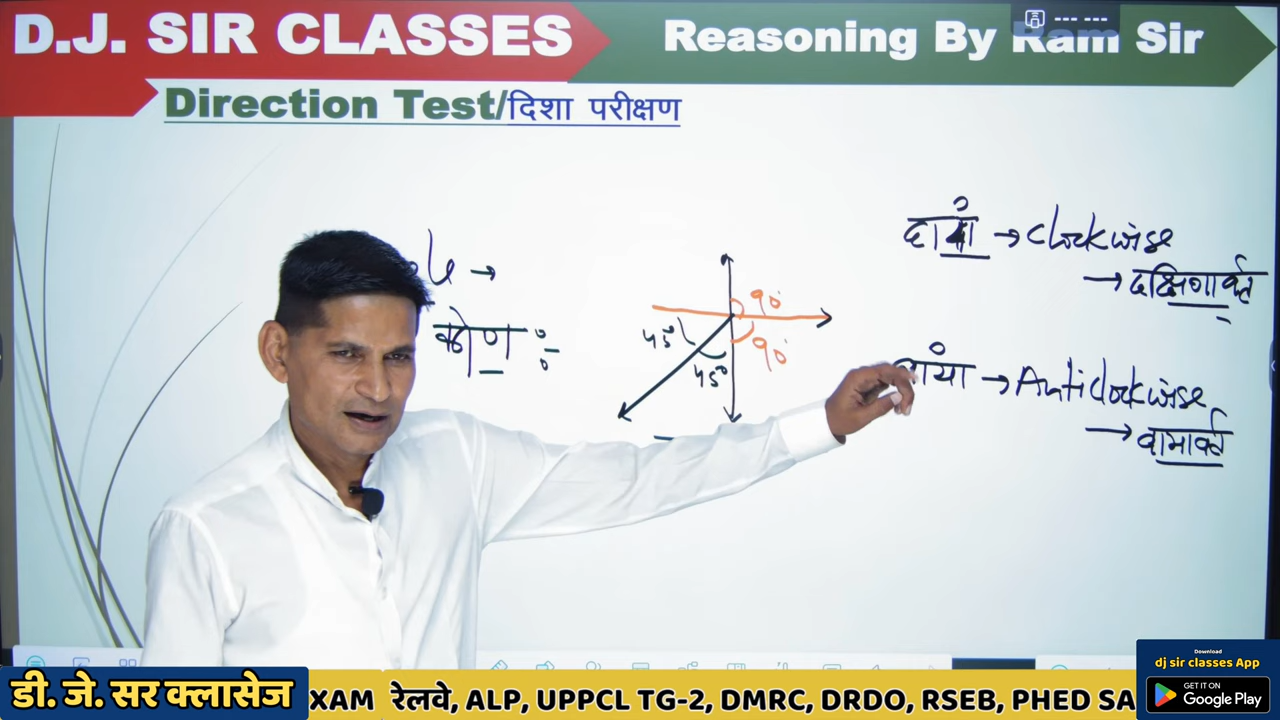 D.J. SIR CLASSES
Reasoning By Ram Sir
Direction Test/दिशा परीक्षण
दायां → Clockwise
→ दक्षिणावर्त
→
कोण :-
90°
45°
90°
45°
→ Anticlockwise
→ वामावर्त
डी. जे. सर क्लासेज
XAM रेलवे, ALP, UPPCL TG-2, DMRC, DRDO, RSEB, PHED SA
Download
dj sir classes App
GET IT ON
Google Play